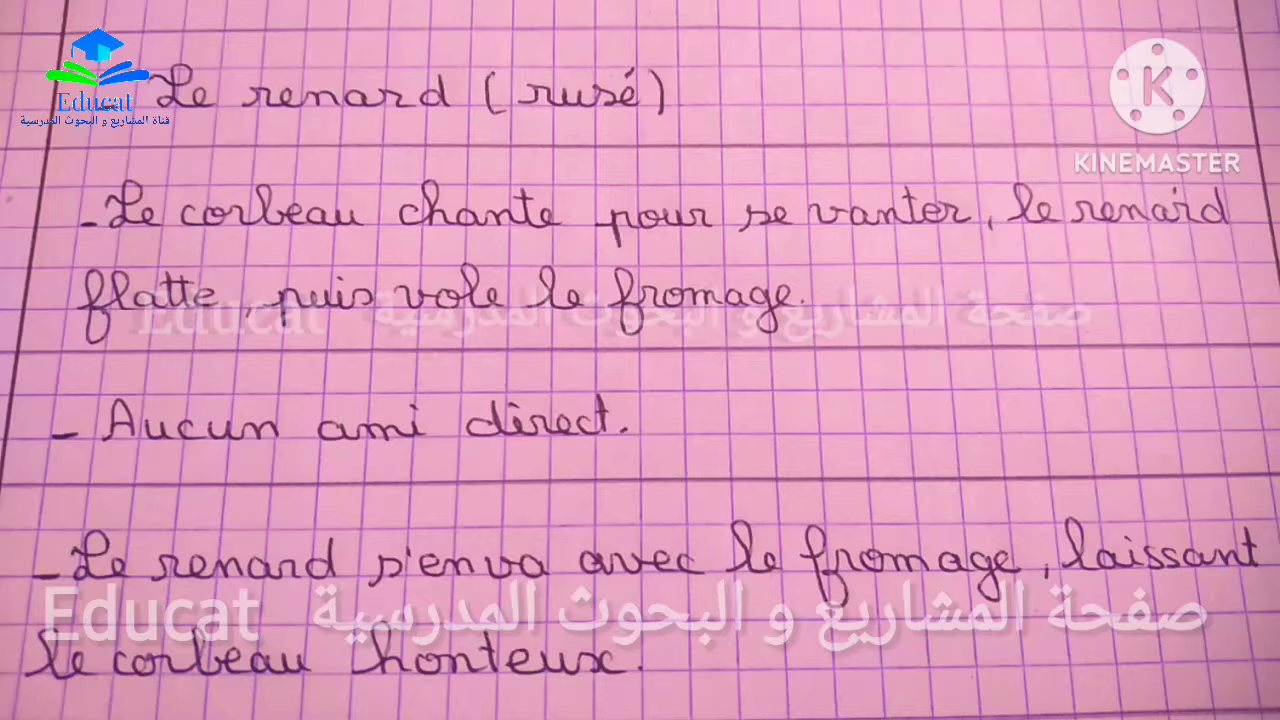 Educat
قناة المشاريع و البحوث المدرسية
K
KINEMASTER
Le renard (rusé)
- Le corbeau chante pour se vanter, le renard
flatte, puis vole le fromage.
Educat صفحة المشاريع و البحوث المدرسية
- Aucun ami direct.
- Le renard s'en va avec le fromage, laissant
Educat صفحة المشاريع و البحوث المدرسية
le corbeau honteux.